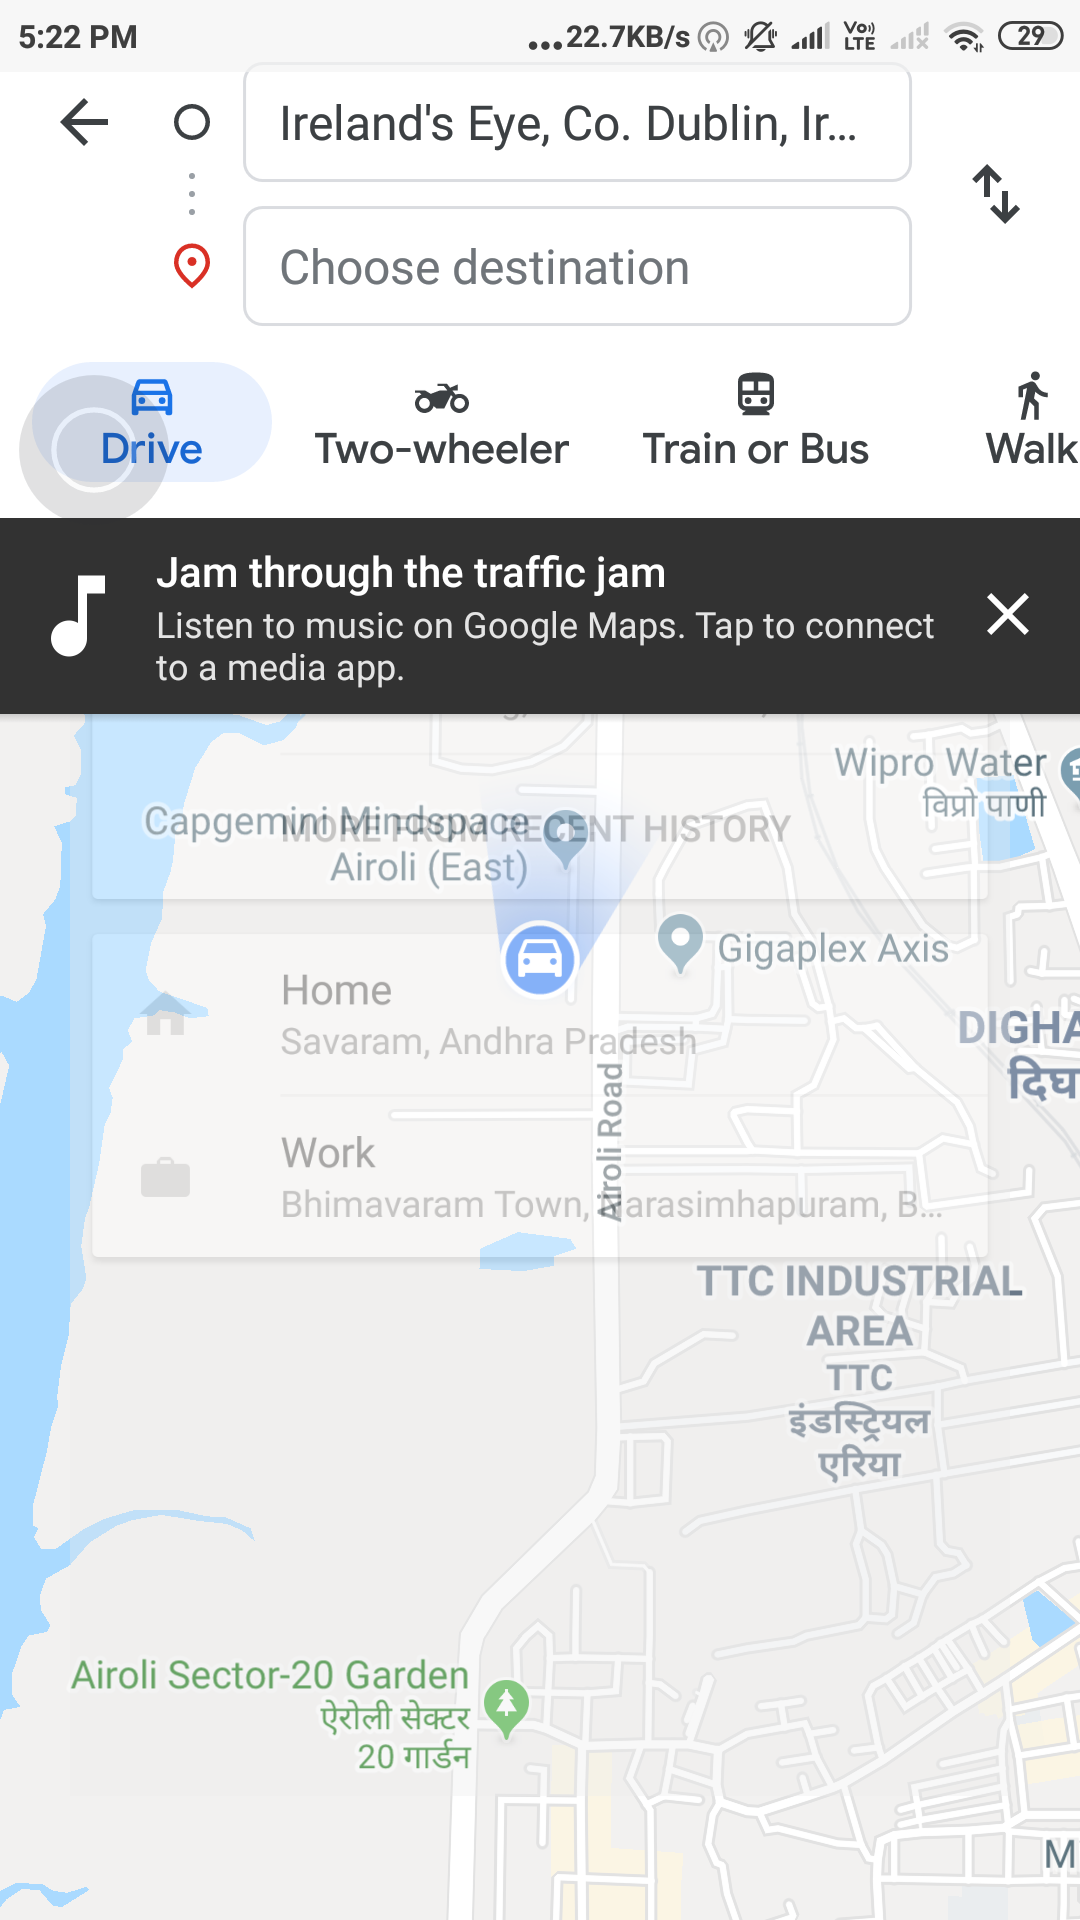 5:22 PM
...22.7KB/s
Vo))
LTE
29
Ireland's Eye, Co. Dublin, Ir...
Choose destination
Drive
Two-wheeler
Train or Bus
Walk
Jam through the traffic jam
Listen to music on Google Maps. Tap to connect
to a media app.
Wipro Water
विप्रो पाणी
Capgemini Mindspace
Airoli (East)
MORE FROM RECENT HISTORY
Gigaplex Axis
Home
Savaram, Andhra Pradesh
DIGHA
दिघ
Airoli Road
Work
Bhimavaram Town, Narasimhapuram, B...
TTC INDUSTRIAL
AREA
TTC
इंडस्ट्रियल
एरिया
Airoli Sector-20 Garden
ऐरोली सेक्टर
20 गार्डन
M